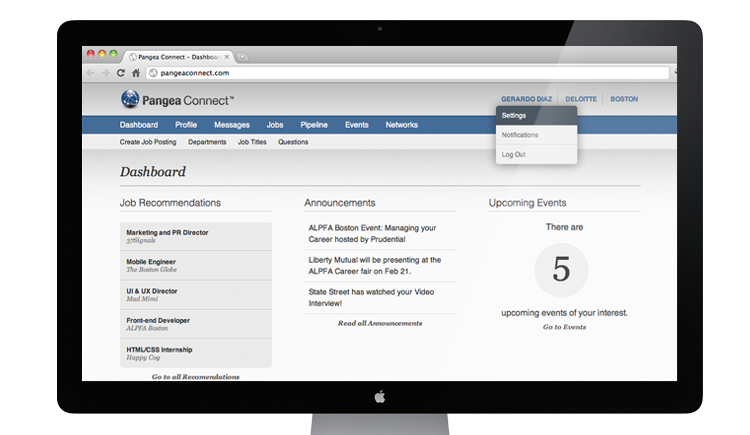 Pangea Connect – Dashboar
pangeaconnect.com
Pangea Connect™
GERARDO DIAZ DELOITTE BOSTON
Dashboard Profile Messages Jobs Pipeline Events Networks
Settings
Notifications
Log Out
Create Job Posting Departments Job Titles Questions
Dashboard
Job Recommendations
Marketing and PR Director
37Signals
Mobile Engineer
The Boston Globe
UI & UX Director
Mad Mimi
Front-end Developer
ALPFA Boston
HTML/CSS Internship
Happy Cog
Go to all Recomendations
Announcements
ALPFA Boston Event: Managing your
Career hosted by Prudential
Liberty Mutual will be presenting at the
ALPFA Career fair on Feb 21.
State Street has watched your Video
Interview!
Read all Announcements
Upcoming Events
There are
5
upcoming events of your interest.
Go to Events